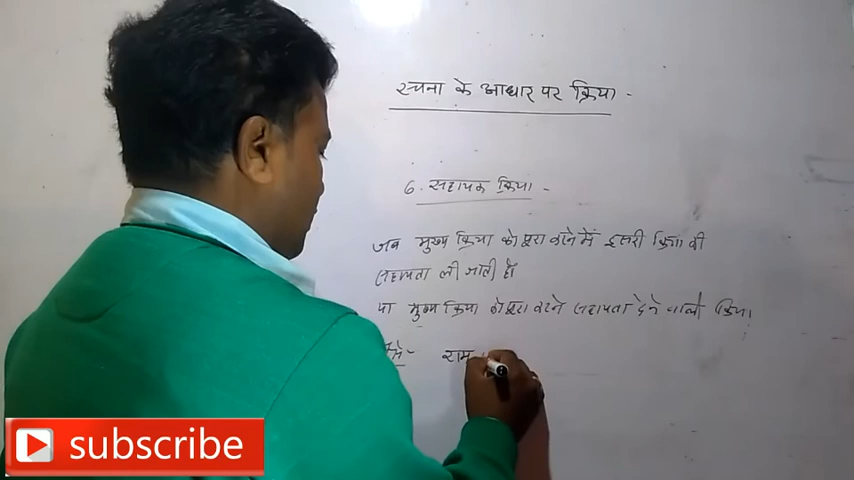 रचना के आधार पर क्रिया -
6. सहायक क्रिया -
जब मुख्य क्रिया को पूरा करने में दूसरी क्रिया की
सहायता ली जाती है
या मुख्य क्रिया को पूरा करने सहायता देने वाली क्रिया
जैसे - राम
subscribe